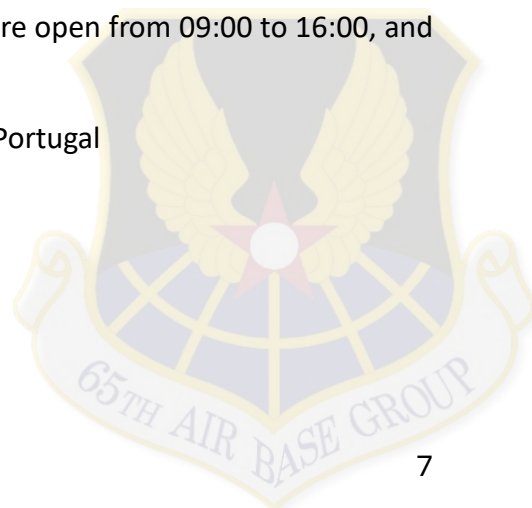 re open from 09:00 to 16:00, and
Portugal
65TH AIR BASE GROUP
7